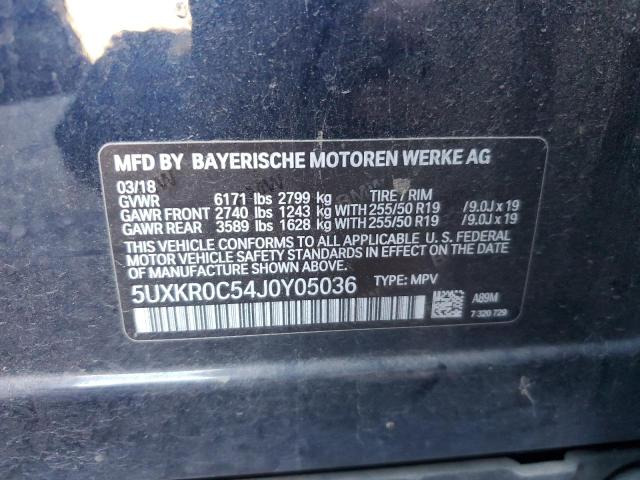 MFD BY BAYERISCHE MOTOREN WERKE AG
03/18
GVWR 6171 lbs 2799 kg TIRE / RIM
GAWR FRONT 2740 lbs 1243 kg WITH 255/50 R19 /9.0J x 19
GAWR REAR 3589 lbs 1628 kg WITH 255/50 R19 /9.0J x 19
THIS VEHICLE CONFORMS TO ALL APPLICABLE U. S. FEDERAL
MOTOR VEHICLE SAFETY STANDARDS IN EFFECT
ON THE DATE OF MANUFACTURE SHOWN ABOVE.
5UXKR0C54J0Y05036 TYPE: MPV
A89M
7 320 729